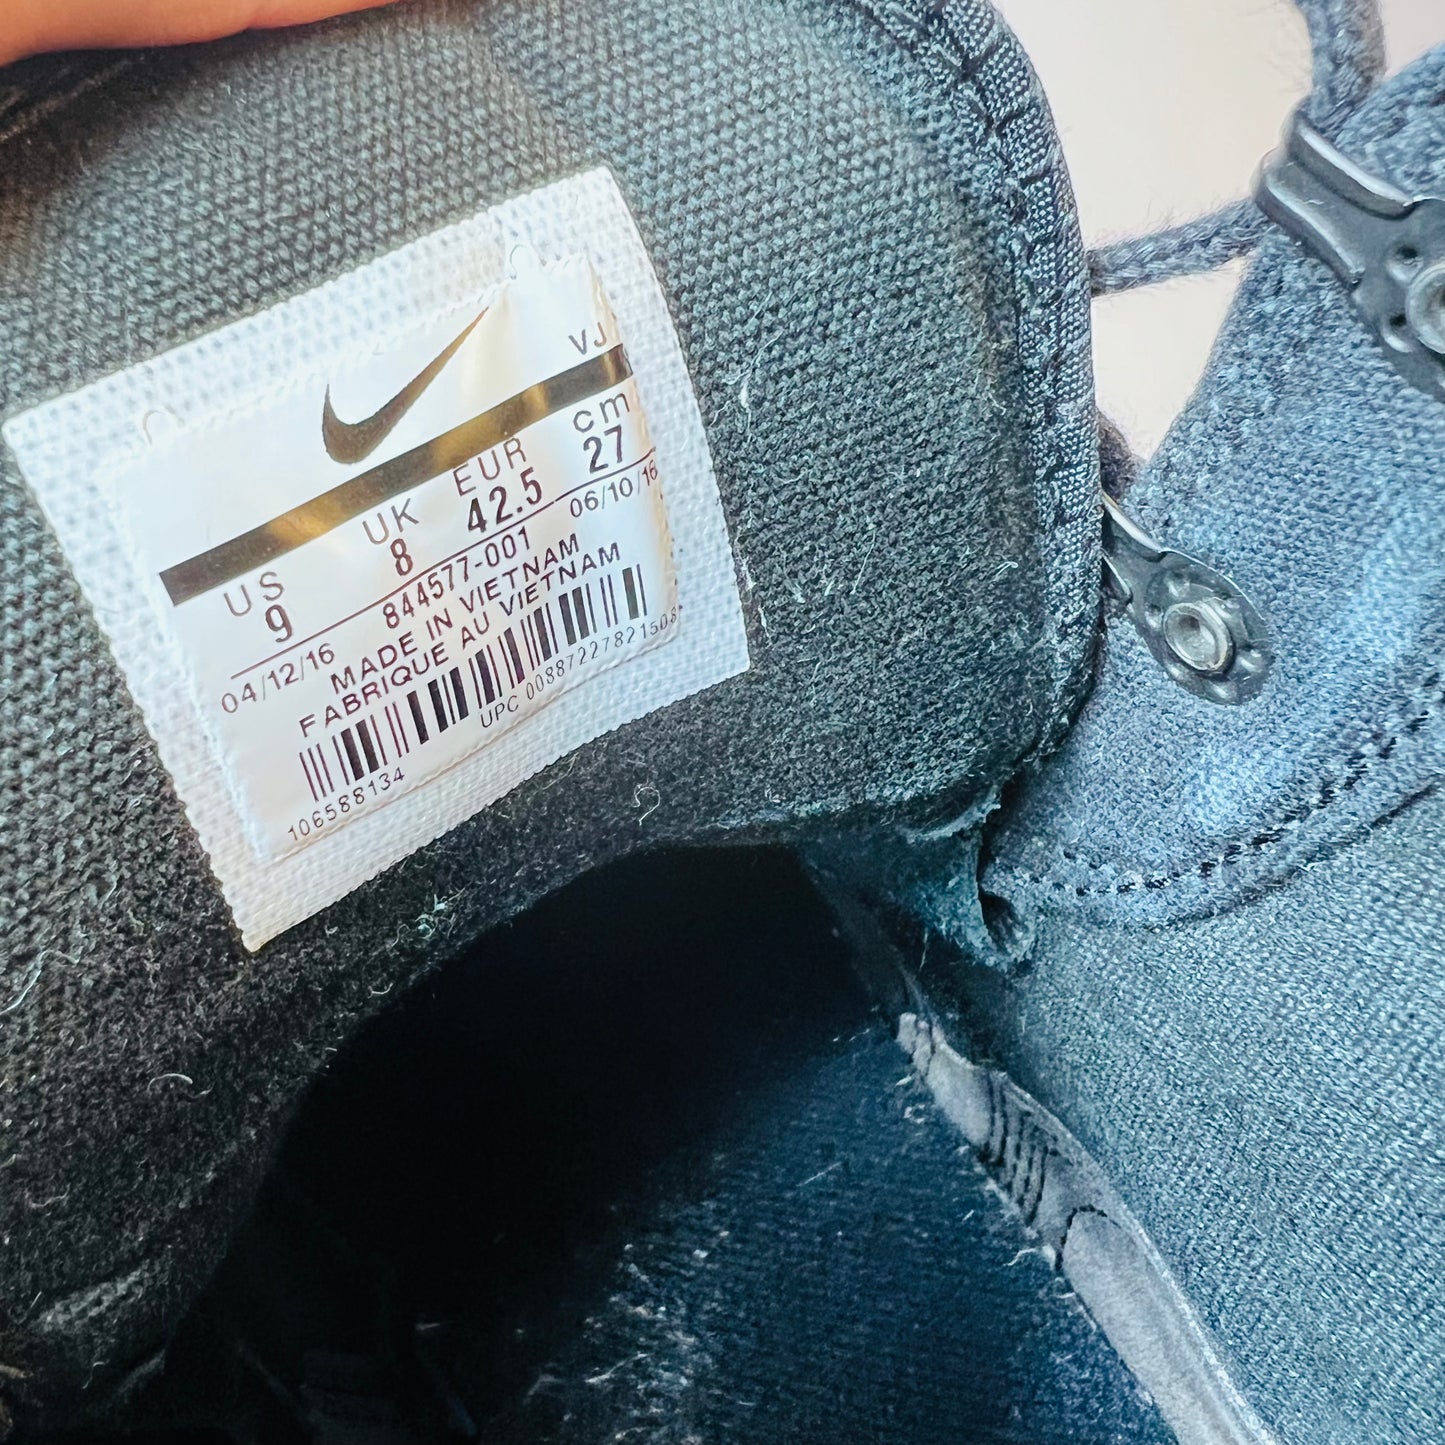 VJ
US UK EUR cm
9 8 42.5 27
04/12/16 844577-001 06/10/16
MADE IN VIETNAM
FABRIQUE AU VIETNAM
UPC 00887227821508
106588134